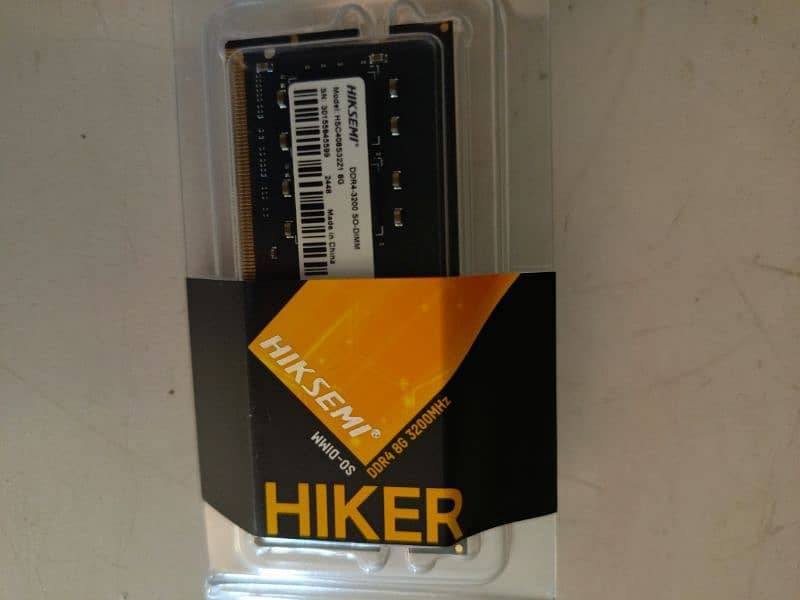 HIKSEMI® DDR4-3200 SO-DIMM
Model: HSC408S32Z1 8G
SN: 30155845599 2448 Made in China
HIKSEMI®
SO-DIMM
DDR4 8G 3200MHz
HIKER